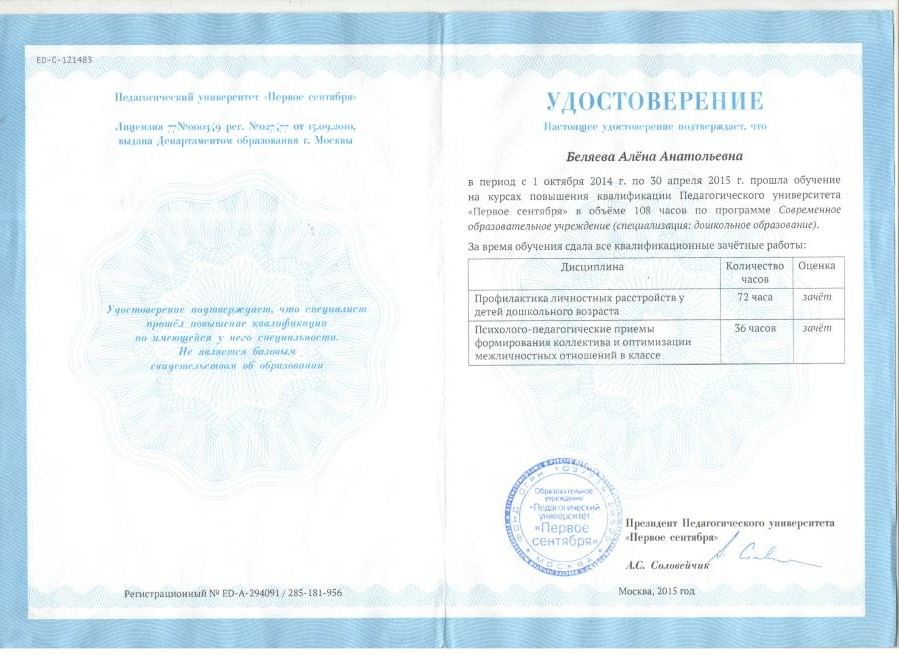 ED-C-121483
Педагогический университет «Первое сентября»
Лицензия 77№000349 рег. №027477 от 15.09.2010,
выдана Департаментом образования г. Москвы
Удостоверение подтверждает, что специалист
прошёл повышение квалификации
по имеющейся у него специальности.
Не является базовым
свидетельством об образовании
Регистрационный № ED-A-294091 / 285-181-956
УДОСТОВЕРЕНИЕ
Настоящее удостоверение подтверждает, что
Беляева Алёна Анатольевна
в период с 1 октября 2014 г. по 30 апреля 2015 г. прошла обучение
на курсах повышения квалификации Педагогического университета
«Первое сентября» в объёме 108 часов по программе Современное
образовательное учреждение (специализация: дошкольное образование).
За время обучения сдала все квалификационные зачётные работы:
Дисциплина Количество Оценка
часов
Профилактика личностных расстройств у 72 часа зачёт
детей дошкольного возраста
Психолого-педагогические приемы 36 часов зачёт
формирования коллектива и оптимизации
межличностных отношений в классе
Образовательное
учреждение
«Педагогический
университет
«Первое
сентября»
МОСКВА
Президент Педагогического университета
«Первое сентября»
А.С. Соловейчик
Москва, 2015 год